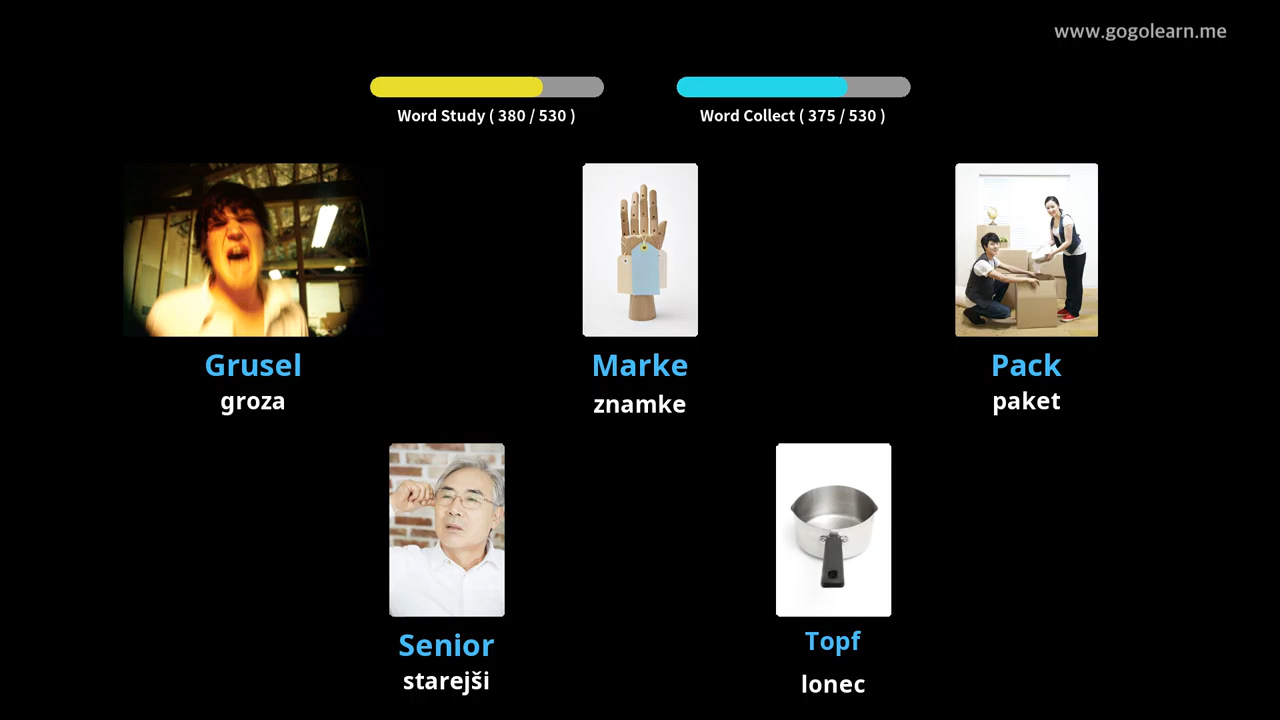 www.gogolearn.me
Word Study ( 380 / 530 )
Word Collect ( 375 / 530 )
Grusel
groza
Marke
znamke
Pack
paket
Senior
starejši
Topf
lonec